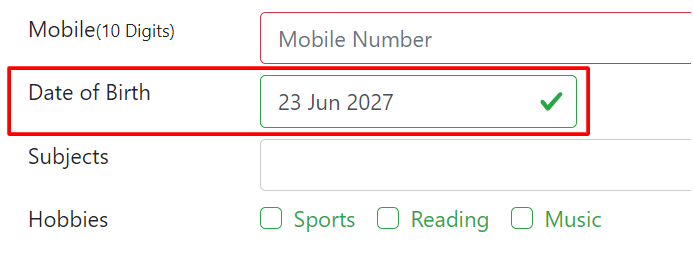 Mobile(10 Digits) Mobile Number
Date of Birth 23 Jun 2027
Subjects
Hobbies Sports Reading Music